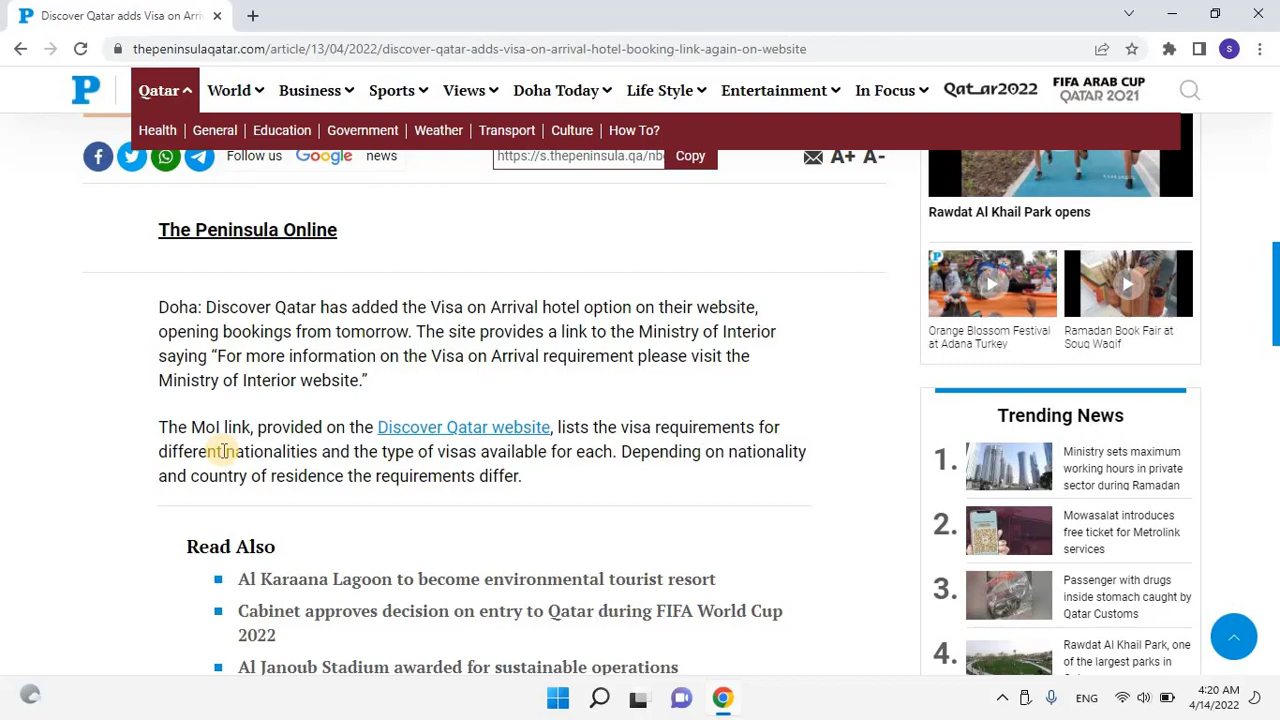 Discover Qatar adds Visa on Arri
thepeninsulaqatar.com/article/13/04/2022/discover-qatar-adds-visa-on-arrival-hotel-booking-link-again-on-website
S
P
Qatar World Business Sports Views Doha Today Life Style Entertainment In Focus Qatar2022 FIFA ARAB CUP
QATAR 2021
Health General Education Government Weather Transport Culture How To?
Follow us Google news https://s.thepeninsula.qa/nb Copy A+ A-
The Peninsula Online
Doha: Discover Qatar has added the Visa on Arrival hotel option on their website,
opening bookings from tomorrow. The site provides a link to the Ministry of Interior
saying “For more information on the Visa on Arrival requirement please visit the
Ministry of Interior website.”
The MoI link, provided on the Discover Qatar website, lists the visa requirements for
different nationalities and the type of visas available for each. Depending on nationality
and country of residence the requirements differ.
Read Also
Al Karaana Lagoon to become environmental tourist resort
Cabinet approves decision on entry to Qatar during FIFA World Cup
2022
Al Janoub Stadium awarded for sustainable operations
Rawdat Al Khail Park opens
Orange Blossom Festival
at Adana Turkey
Ramadan Book Fair at
Souq Waqif
Trending News
1.
Ministry sets maximum
working hours in private
sector during Ramadan
2.
Mowasalat introduces
free ticket for Metrolink
services
3.
Passenger with drugs
inside stomach caught by
Qatar Customs
4.
Rawdat Al Khail Park, one
of the largest parks in
ENG
4:20 AM
4/14/2022